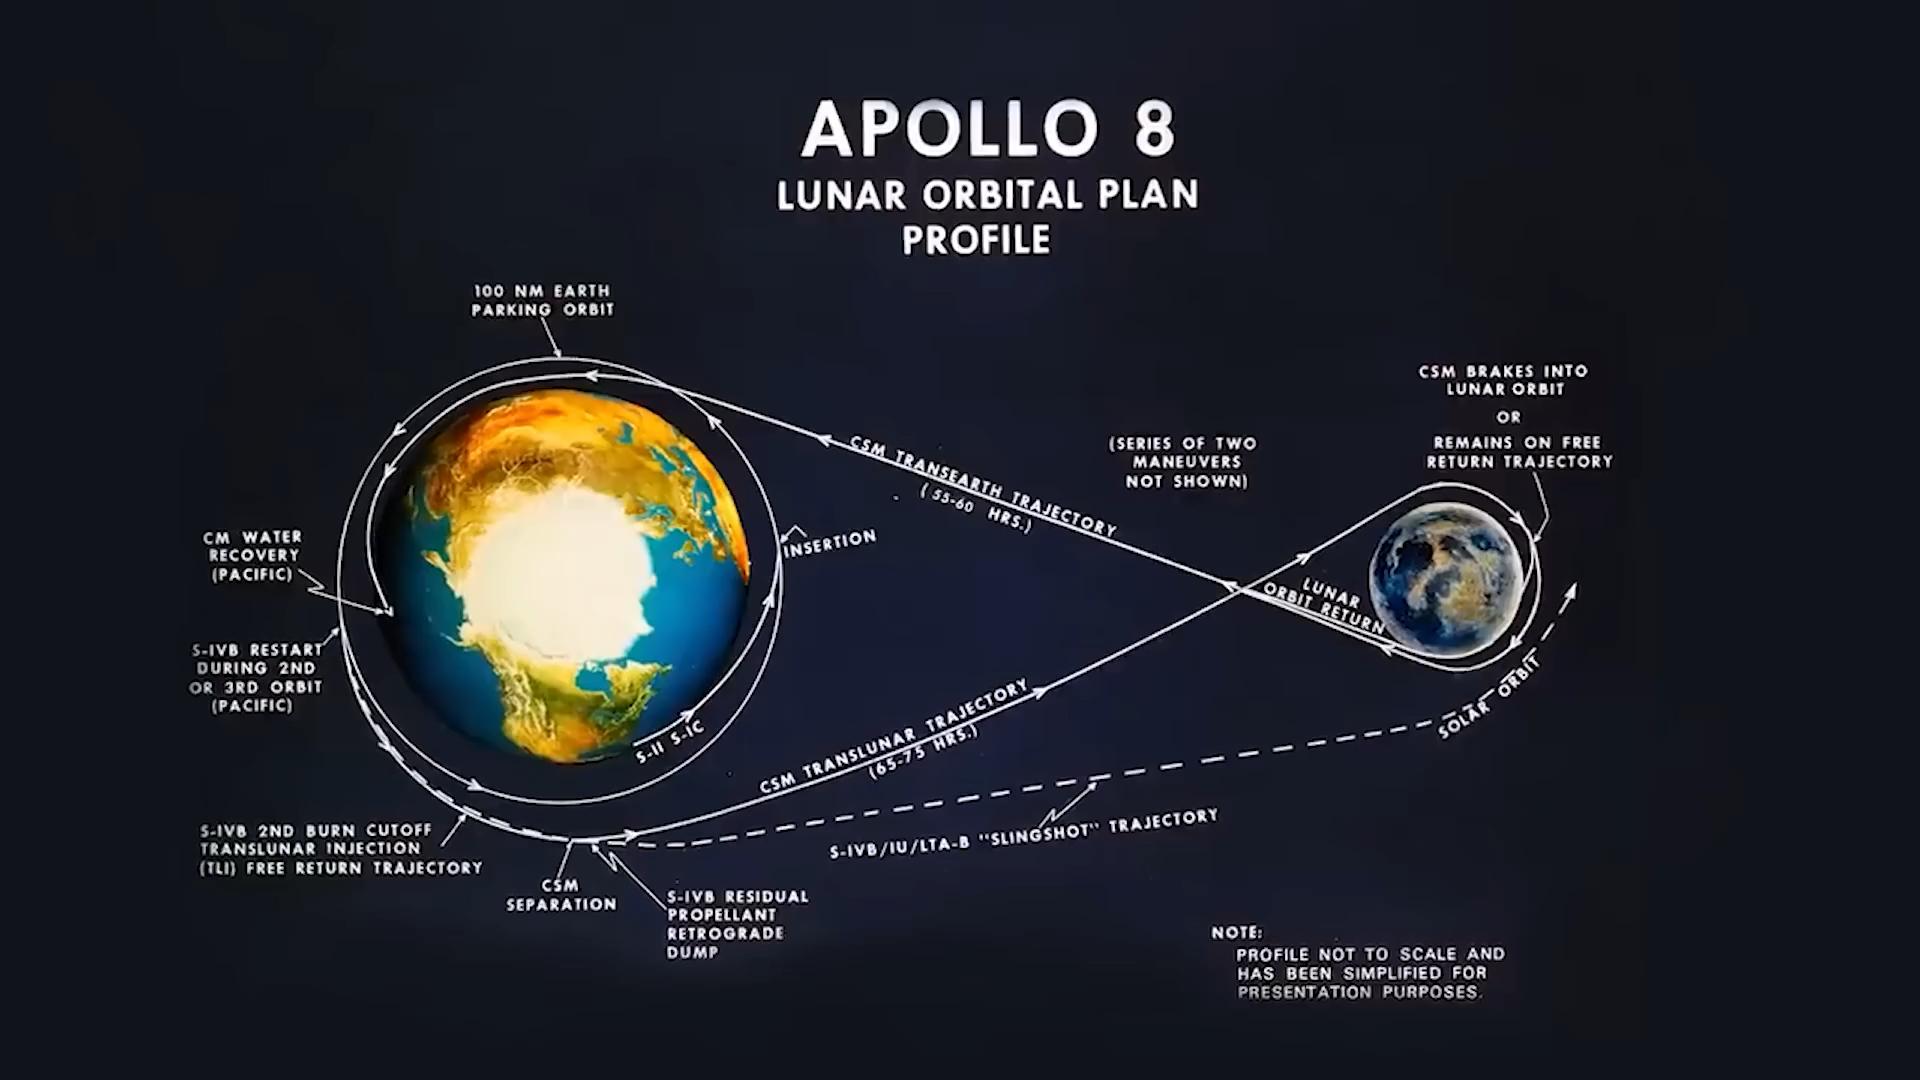 APOLLO 8
LUNAR ORBITAL PLAN
PROFILE
100 NM EARTH
PARKING ORBIT
CSM BRAKES INTO
LUNAR ORBIT
OR
REMAINS ON FREE
RETURN TRAJECTORY
(SERIES OF TWO
MANEUVERS
NOT SHOWN)
CSM TRANSEARTH TRAJECTORY
(55-60 HRS.)
INSERTION
CM WATER
RECOVERY
(PACIFIC)
LUNAR
ORBIT RETURN
S-IVB RESTART
DURING 2ND
OR 3RD ORBIT
(PACIFIC)
S-II S-IC
CSM TRANSLUNAR TRAJECTORY
(65-75 HRS.)
SOLAR ORBIT
S-IVB/IU/LTA-B "SLINGSHOT" TRAJECTORY
S-IVB 2ND BURN CUTOFF
TRANSLUNAR INJECTION
(TLI) FREE RETURN TRAJECTORY
CSM
SEPARATION
S-IVB RESIDUAL
PROPELLANT
RETROGRADE
DUMP
NOTE:
PROFILE NOT TO SCALE AND
HAS BEEN SIMPLIFIED FOR
PRESENTATION PURPOSES.